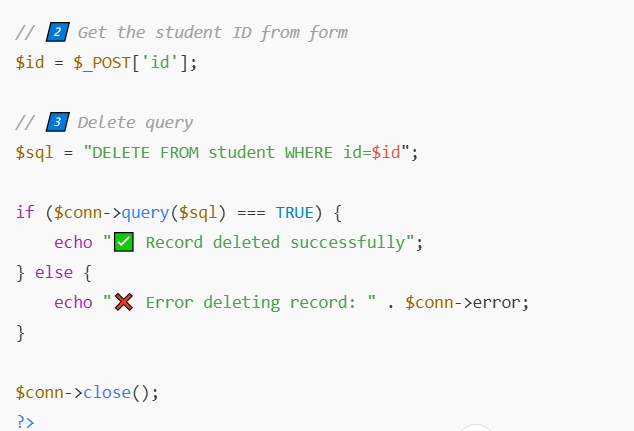 // 2️⃣ Get the student ID from form
$id = $_POST['id'];
// 3️⃣ Delete query
$sql = "DELETE FROM student WHERE id=$id";
if ($conn->query($sql) === TRUE) {
    echo "✅ Record deleted successfully";
} else {
    echo "❌ Error deleting record: " . $conn->error;
}
$conn->close();
?>